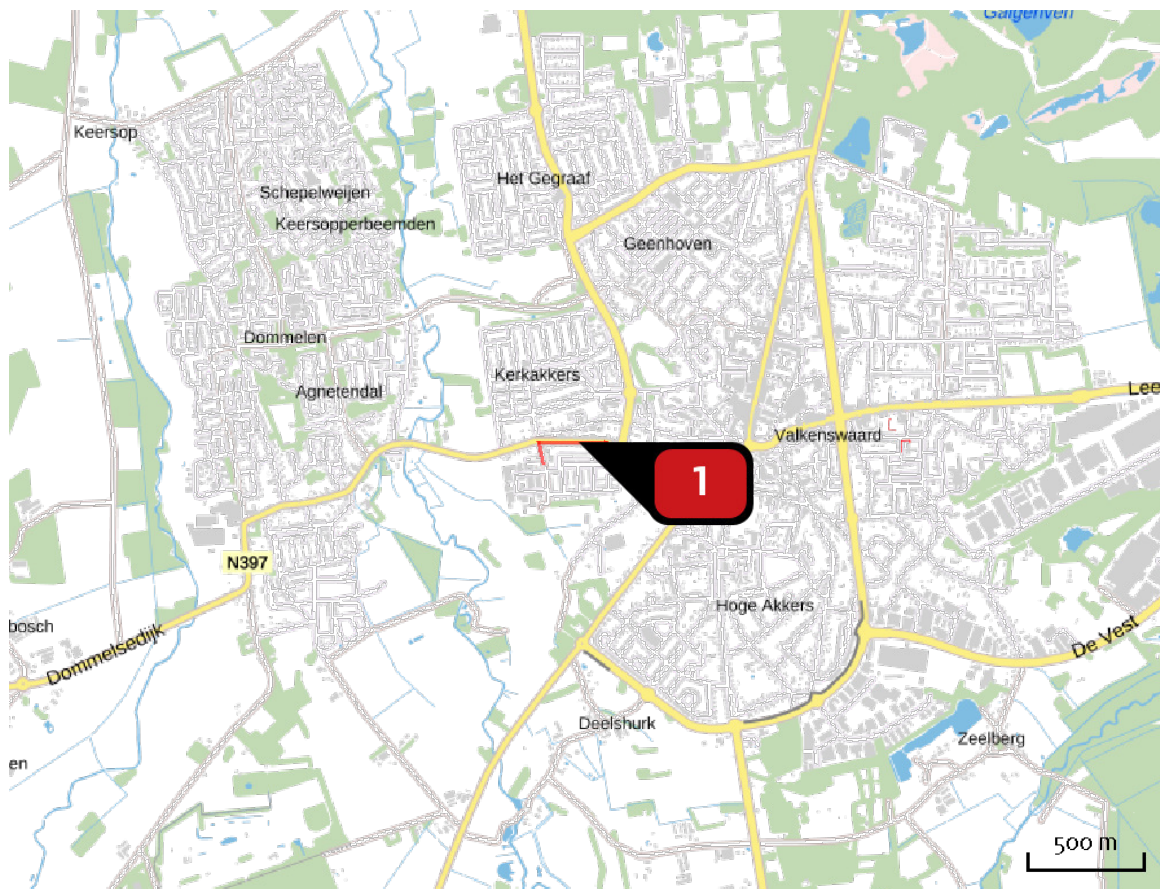 Galgenven
Keersop
Het Gegraaf
Schepelweijen
Keersopperbeemden
Geenhoven
Dommelen
Kerkakkers
Agnetendal
Lee
Valkenswaard
1
N397
Hoge Akkers
bosch
De Vest
Dommelsedijk
Deelshurk
Zeelberg
en
500 m